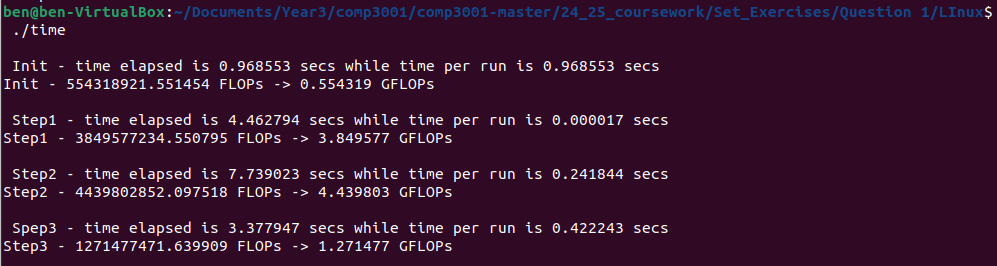 ben@ben-VirtualBox:~/Documents/Year3/comp3001/comp3001-master/24_25_coursework/Set_Exercises/Question 1/LInux$
./time
Init - time elapsed is 0.968553 secs while time per run is 0.968553 secs
Init - 554318921.551454 FLOPs -> 0.554319 GFLOPs
Step1 - time elapsed is 4.462794 secs while time per run is 0.000017 secs
Step1 - 3849577234.550795 FLOPs -> 3.849577 GFLOPs
Step2 - time elapsed is 7.739023 secs while time per run is 0.241844 secs
Step2 - 4439802852.097518 FLOPs -> 4.439803 GFLOPs
Spep3 - time elapsed is 3.377947 secs while time per run is 0.422243 secs
Step3 - 1271477471.639909 FLOPs -> 1.271477 GFLOPs